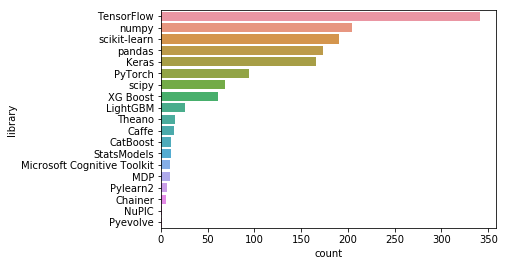 TensorFlow
numpy
scikit-learn
pandas
Keras
PyTorch
scipy
XG Boost
LightGBM
Theano
Caffe
CatBoost
StatsModels
Microsoft Cognitive Toolkit
MDP
Pylearn2
Chainer
NuPIC
Pyevolve
library
0 50 100 150 200 250 300 350
count